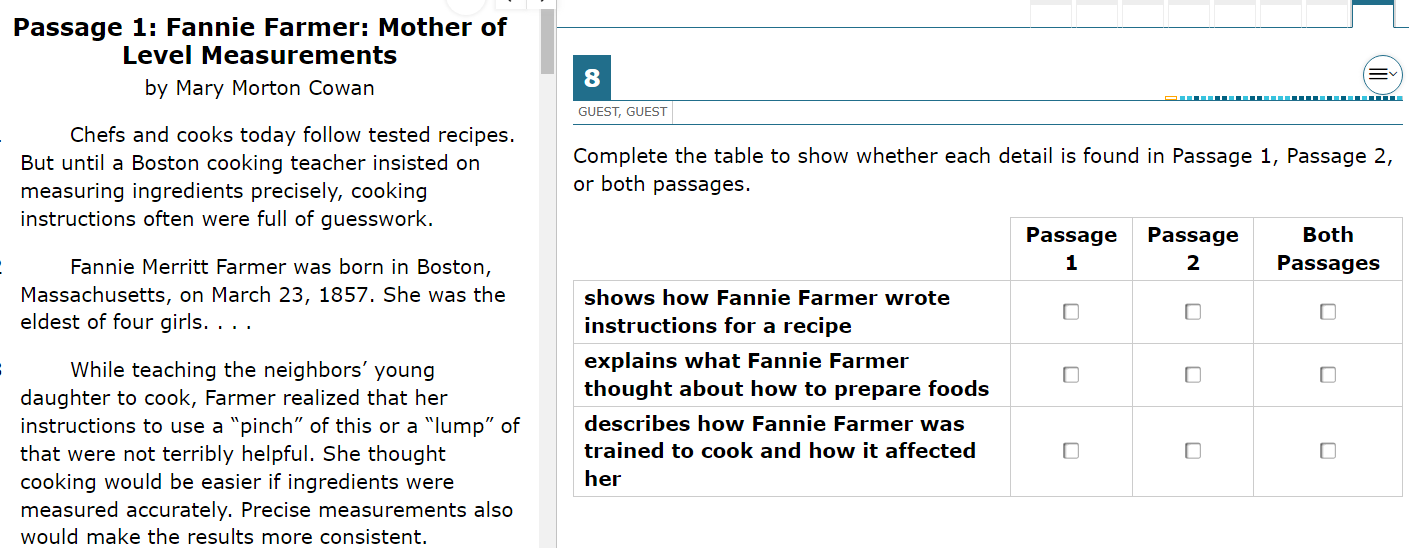 Passage 1: Fannie Farmer: Mother of
Level Measurements
by Mary Morton Cowan
Chefs and cooks today follow tested recipes.
But until a Boston cooking teacher insisted on
measuring ingredients precisely, cooking
instructions often were full of guesswork.
Fannie Merritt Farmer was born in Boston,
Massachusetts, on March 23, 1857. She was the
eldest of four girls. . . .
While teaching the neighbors’ young
daughter to cook, Farmer realized that her
instructions to use a “pinch” of this or a “lump” of
that were not terribly helpful. She thought
cooking would be easier if ingredients were
measured accurately. Precise measurements also
would make the results more consistent.
8
GUEST, GUEST
Complete the table to show whether each detail is found in Passage 1, Passage 2,
or both passages.
Passage 1
Passage 2
Both Passages
shows how Fannie Farmer wrote
instructions for a recipe
explains what Fannie Farmer
thought about how to prepare foods
describes how Fannie Farmer was
trained to cook and how it affected
her